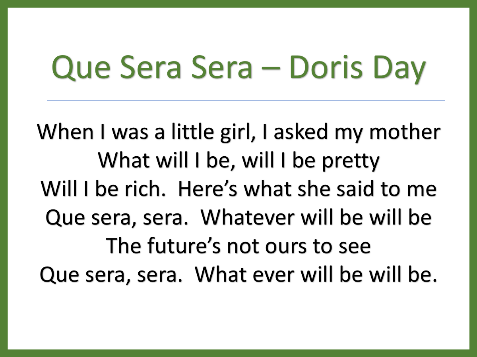 Que Sera Sera – Doris Day
When I was a little girl, I asked my mother
What will I be, will I be pretty
Will I be rich.  Here's what she said to me
Que sera, sera.  Whatever will be will be
The future's not ours to see
Que sera, sera.  What ever will be will be.